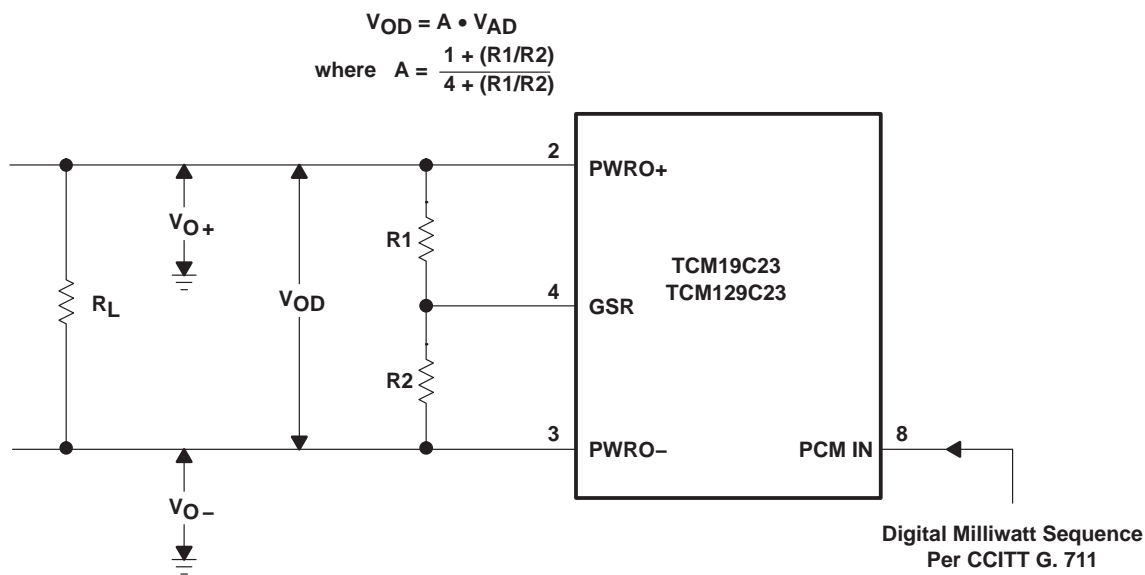 VOD = A • VAD
where A = 1 + (R1/R2)
4 + (R1/R2)
2
PWRO+
VO+
R1
TCM19C23
TCM129C23
4
GSR
RL
VOD
R2
3
PWRO−
PCM IN
8
VO−
Digital Milliwatt Sequence
Per CCITT G. 711